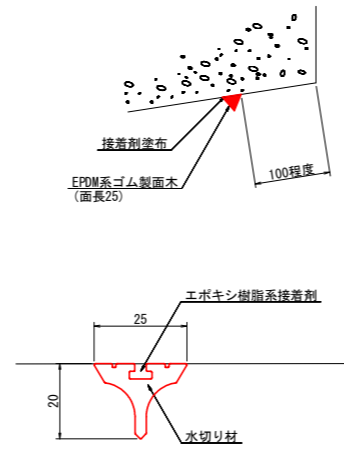 接着剤塗布
EPDM系ゴム製面木
(面長25)
100程度
エポキシ樹脂系接着剤
25
20
水切り材